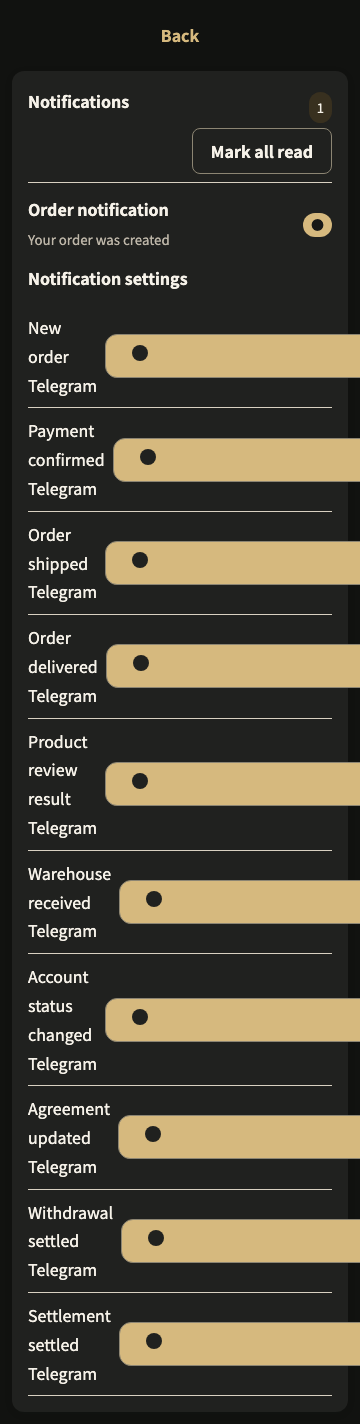 Back
Notifications
1
Mark all read
Order notification
Your order was created
Notification settings
New
order
Telegram
Payment
confirmed
Telegram
Order
shipped
Telegram
Order
delivered
Telegram
Product
review
result
Telegram
Warehouse
received
Telegram
Account
status
changed
Telegram
Agreement
updated
Telegram
Withdrawal
settled
Telegram
Settlement
settled
Telegram